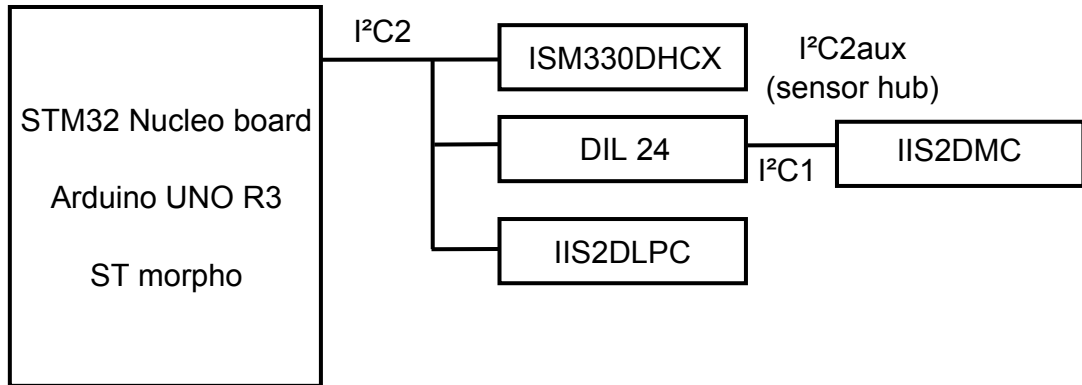 STM32 Nucleo board
Arduino UNO R3
ST morpho
I²C2
ISM330DHCX
DIL 24
IIS2DLPC
I²C2aux
(sensor hub)
I²C1
IIS2DMC